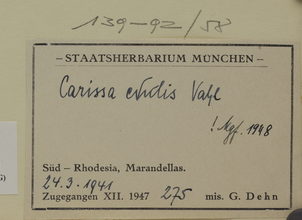 139-92/58
– STAATSHERBARIUM MÜNCHEN –
Carissa edulis Vahl
! Mgf. 1948
Süd – Rhodesia, Marandellas.
24.3.1941
Zugegangen XII. 1947 275 mis. G. Dehn